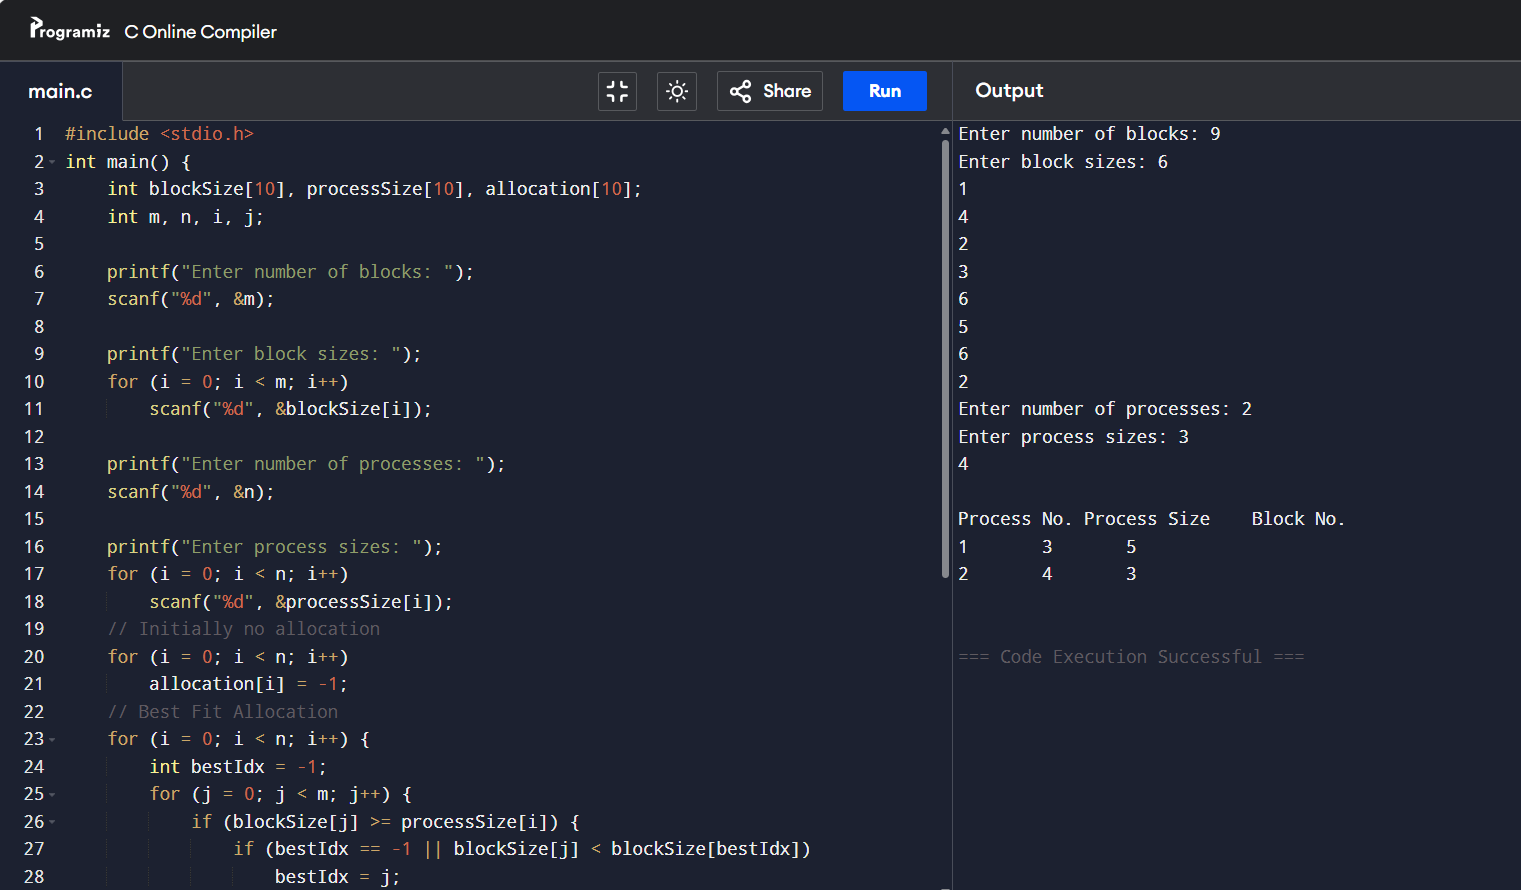 Programiz C Online Compiler
main.c
Share
Run
Output
1 #include <stdio.h>
2 int main() {
3     int blockSize[10], processSize[10], allocation[10];
4     int m, n, i, j;
5
6     printf("Enter number of blocks: ");
7     scanf("%d", &m);
8
9     printf("Enter block sizes: ");
10     for (i = 0; i < m; i++)
11         scanf("%d", &blockSize[i]);
12
13     printf("Enter number of processes: ");
14     scanf("%d", &n);
15
16     printf("Enter process sizes: ");
17     for (i = 0; i < n; i++)
18         scanf("%d", &processSize[i]);
19     // Initially no allocation
20     for (i = 0; i < n; i++)
21         allocation[i] = -1;
22     // Best Fit Allocation
23     for (i = 0; i < n; i++) {
24         int bestIdx = -1;
25         for (j = 0; j < m; j++) {
26             if (blockSize[j] >= processSize[i]) {
27                 if (bestIdx == -1 || blockSize[j] < blockSize[bestIdx])
28                     bestIdx = j;
Enter number of blocks: 9
Enter block sizes: 6
1
4
2
3
6
5
6
2
Enter number of processes: 2
Enter process sizes: 3
4

Process No. Process Size    Block No.
1       3       5
2       4       3

=== Code Execution Successful ===